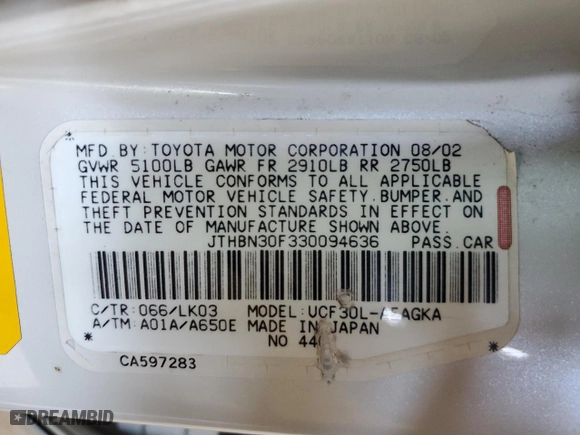 MFD.BY:TOYOTA MOTOR CORPORATION 08/02
GVWR 5100LB GAWR FR 2910LB RR 2750LB
THIS VEHICLE CONFORMS TO ALL APPLICABLE
FEDERAL MOTOR VEHICLE SAFETY.BUMPER.AND
THEFT PREVENTION STANDARDS IN EFFECT ON
THE DATE OF MANUFACTURE SHOWN ABOVE.
JTHBN30F330094636 PASS.CAR
C/TR:066/LK03 MODEL:UCF30L-AEAGKA
A/TM:A01A/A650E MADE IN JAPAN
NO
CA597283
DREAMBID